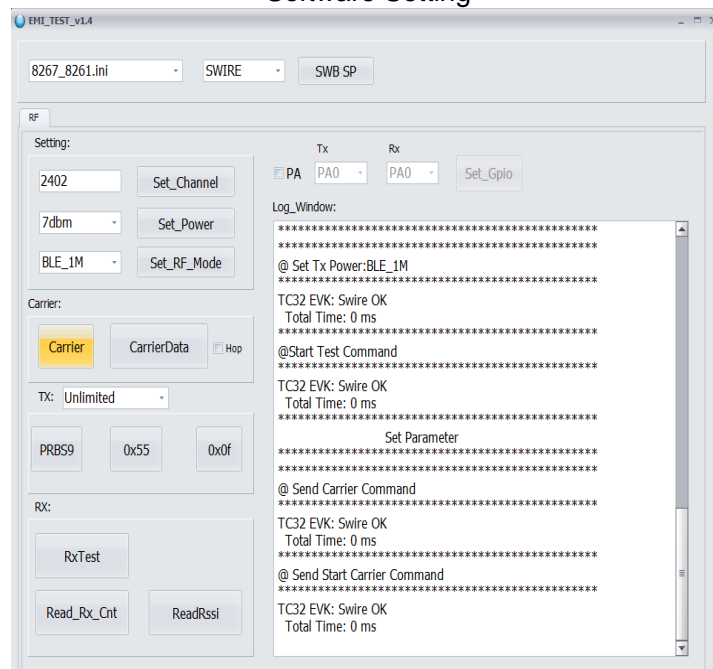 Software Setting
EMI_TEST_v1.4
8267_8261.ini SWIRE SWB SP
RF
Setting:
2402 Set_Channel
7dbm Set_Power
BLE_1M Set_RF_Mode
Carrier:
Carrier CarrierData Hop
TX: Unlimited
PRBS9 0x55 0x0f
RX:
RxTest
Read_Rx_Cnt ReadRssi
Tx Rx
PA PA0 PA0 Set_Gpio
Log_Window:
**********************************************
**********************************************
@ Set Tx Power:BLE_1M
**********************************************
TC32 EVK: Swire OK
Total Time: 0 ms
**********************************************
@Start Test Command
**********************************************
TC32 EVK: Swire OK
Total Time: 0 ms
**********************************************
Set Parameter
**********************************************
**********************************************
@ Send Carrier Command
**********************************************
TC32 EVK: Swire OK
Total Time: 0 ms
**********************************************
@ Send Start Carrier Command
**********************************************
TC32 EVK: Swire OK
Total Time: 0 ms